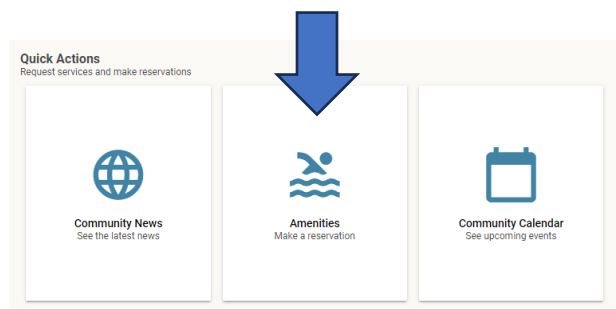 Quick Actions
Request services and make reservations
Community News
See the latest news
Amenities
Make a reservation
Community Calendar
See upcoming events